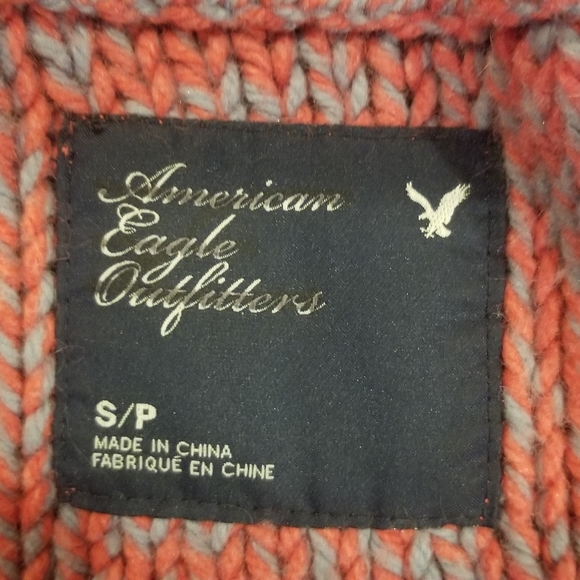 American
Eagle
Outfitters
S/P
MADE IN CHINA
FABRIQUÉ EN CHINE